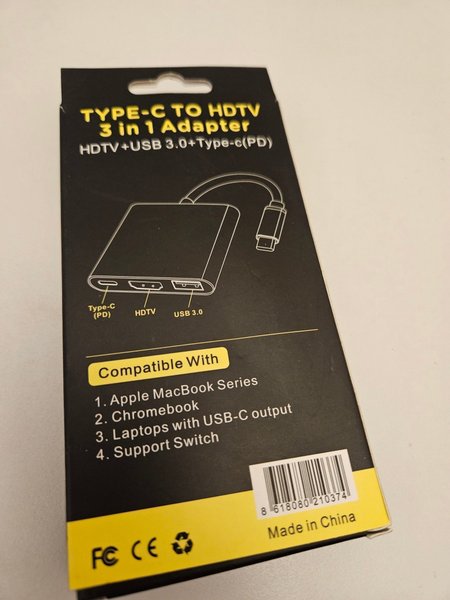 TYPE-C TO HDTV
3 in 1 Adapter
HDTV+USB 3.0+Type-c(PD)
Type-C
(PD)
HDTV
USB 3.0
Compatible With
1. Apple MacBook Series
2. Chromebook
3. Laptops with USB-C output
4. Support Switch
8 618080 210374
FC CE
Made in China